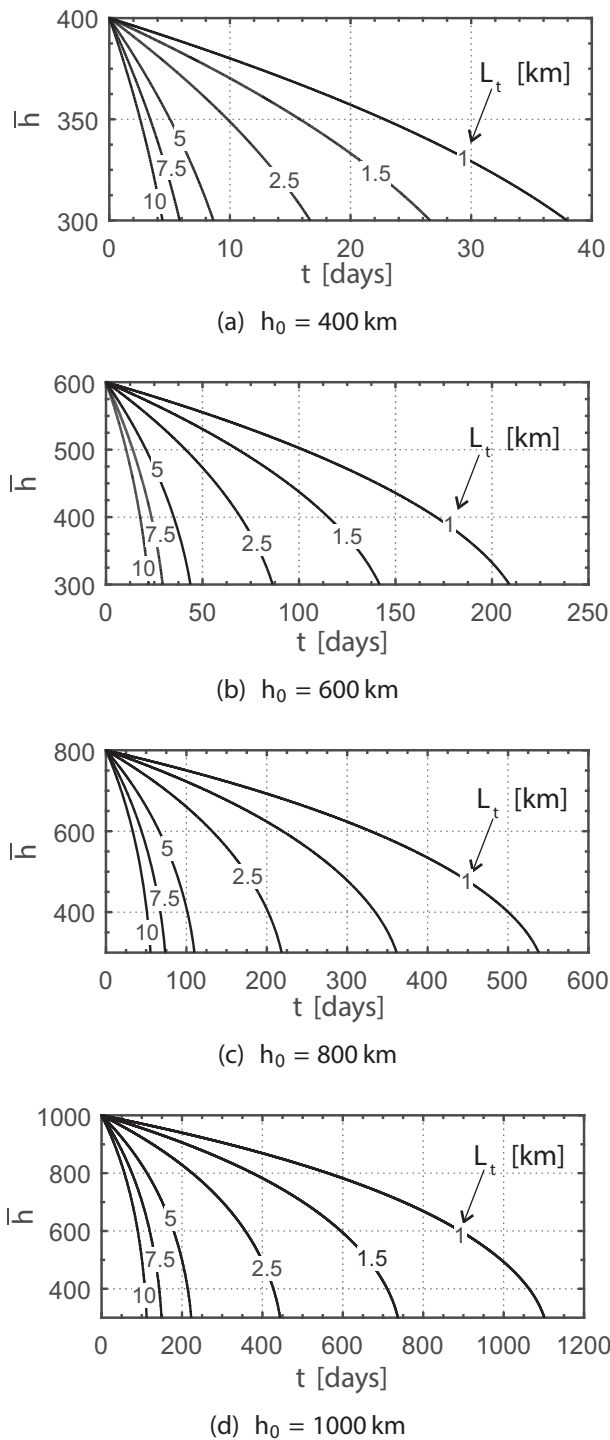 400
350
300
h̅
L_t [km]
1
1.5
2.5
5
7.5
10
0 10 20 30 40
t [days]
(a) h₀ = 400 km
600
500
400
300
h̅
L_t [km]
1
1.5
2.5
5
7.5
10
0 50 100 150 200 250
t [days]
(b) h₀ = 600 km
800
600
400
h̅
L_t [km]
1
2.5
5
7.5
10
0 100 200 300 400 500 600
t [days]
(c) h₀ = 800 km
1000
800
600
400
h̅
L_t [km]
1
1.5
2.5
5
7.5
10
0 200 400 600 800 1000 1200
t [days]
(d) h₀ = 1000 km